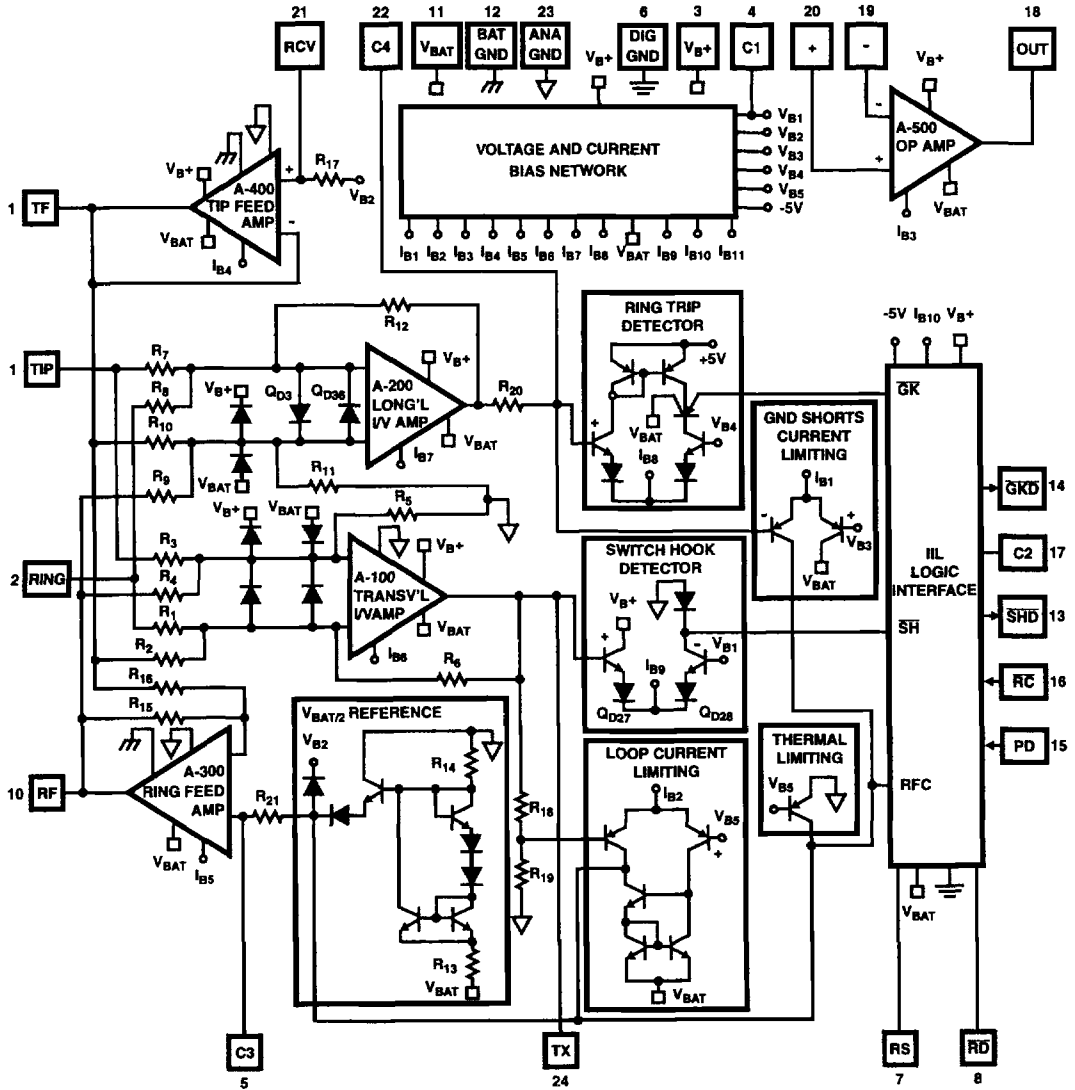 21
22
11
12
23
6
3
4
20
19
18
RCV
C4
VBAT
BAT
GND
ANA
GND
DIG
GND
VB+
C1
+
-
OUT
VB+
VB+
VOLTAGE AND CURRENT
BIAS NETWORK
VB1
VB2
VB3
VB4
VB5
-5V
-
A-500
OP AMP
+
VBAT
IB3
IB1
IB2
IB3
IB4
IB5
IB6
IB7
IB8
VBAT
IB9
IB10
IB11
VB+
A-400
TIP FEED
AMP
+
-
R17
VB2
VBAT
IB4
1
TF
1
TIP
R7
R8
R10
R9
VB+
QD3
QD36
VBAT
R12
A-200
LONG'L
I/V AMP
VB+
VBAT
IB7
R20
R11
R5
RING TRIP
DETECTOR
+5V
+
VBAT
VB4
IB8
-5V
IB10
VB+
GK
GND SHORTS
CURRENT
LIMITING
IB1
-
+
VB3
VBAT
IIL
LOGIC
INTERFACE
SH
RFC
GKD
14
C2
17
SHD
13
RC
16
PD
15
2
RING
R3
R4
R1
R2
R16
R15
VB+
VBAT
A-100
TRANSV'L
I/VAMP
VB+
VBAT
IB6
R6
SWITCH HOOK
DETECTOR
VB+
+
-
VB1
IB9
QD27
QD28
10
RF
A-300
RING FEED
AMP
VBAT
IB5
R21
VBAT/2 REFERENCE
VB2
R14
R13
VBAT
R18
R19
LOOP CURRENT
LIMITING
IB2
VB5
+
VBAT
THERMAL
LIMITING
VB5
VBAT
C3
5
TX
24
RS
7
RD
8